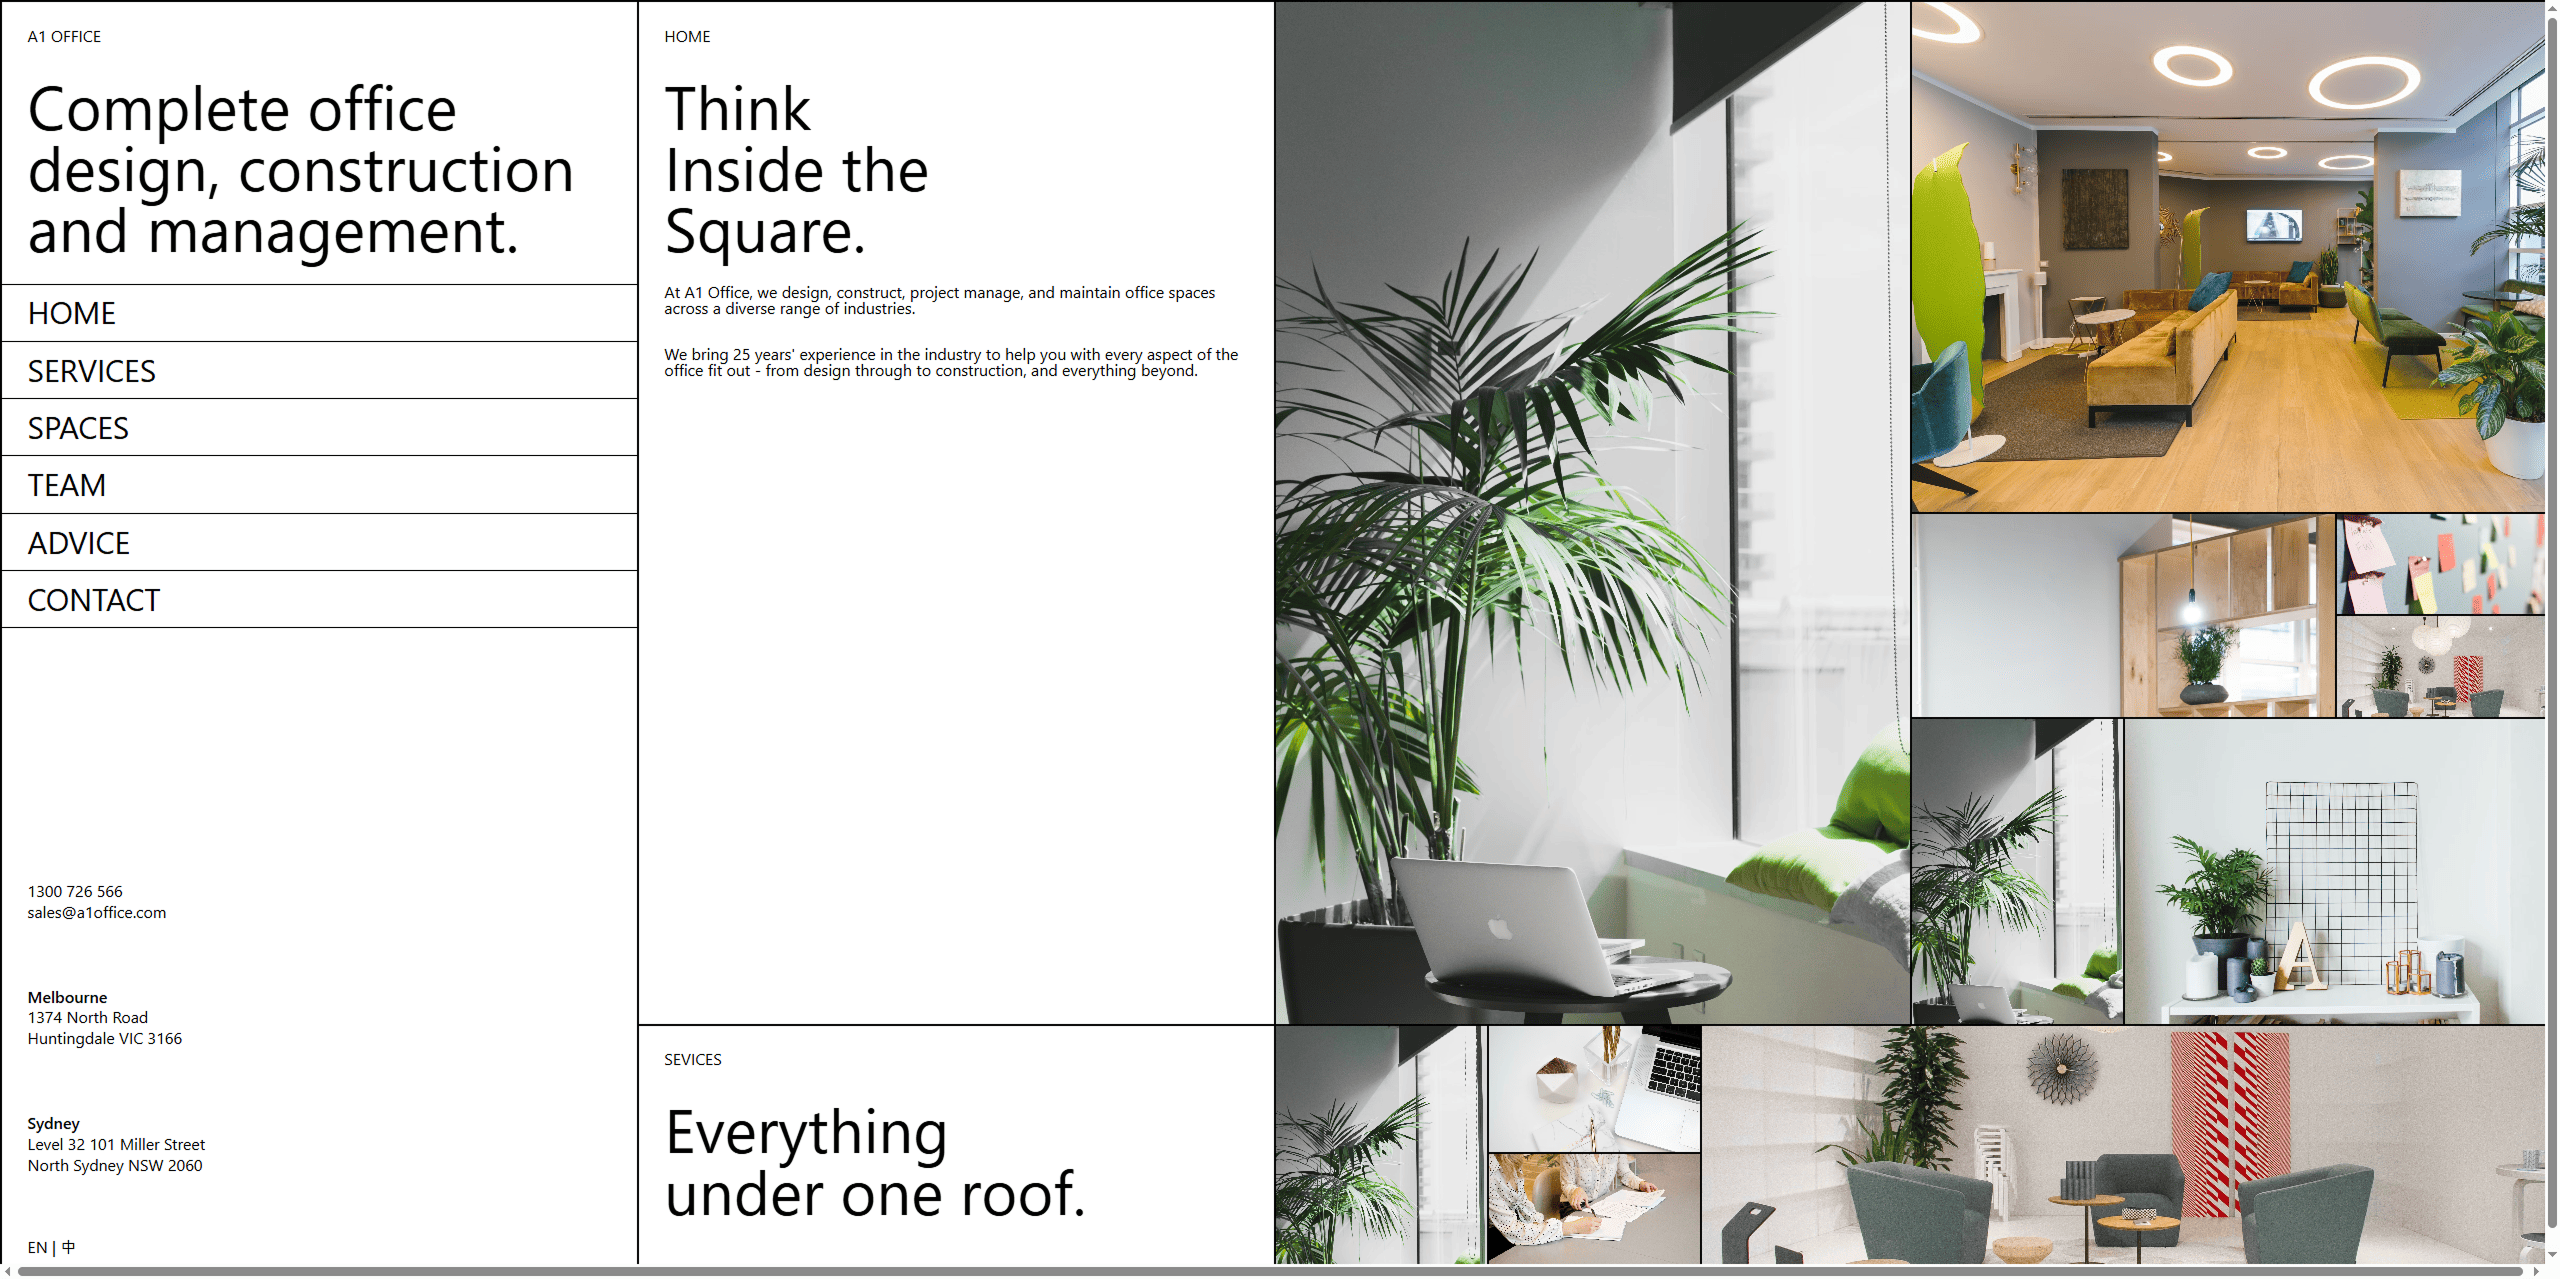 A1 OFFICE
Complete office
design, construction
and management.
HOME
SERVICES
SPACES
TEAM
ADVICE
CONTACT
1300 726 566
sales@a1office.com
Melbourne
1374 North Road
Huntingdale VIC 3166
Sydney
Level 32 101 Miller Street
North Sydney NSW 2060
EN | 中
HOME
Think
Inside the
Square.
At A1 Office, we design, construct, project manage, and maintain office spaces
across a diverse range of industries.
We bring 25 years' experience in the industry to help you with every aspect of the
office fit out - from design through to construction, and everything beyond.
SEVICES
Everything
under one roof.
A